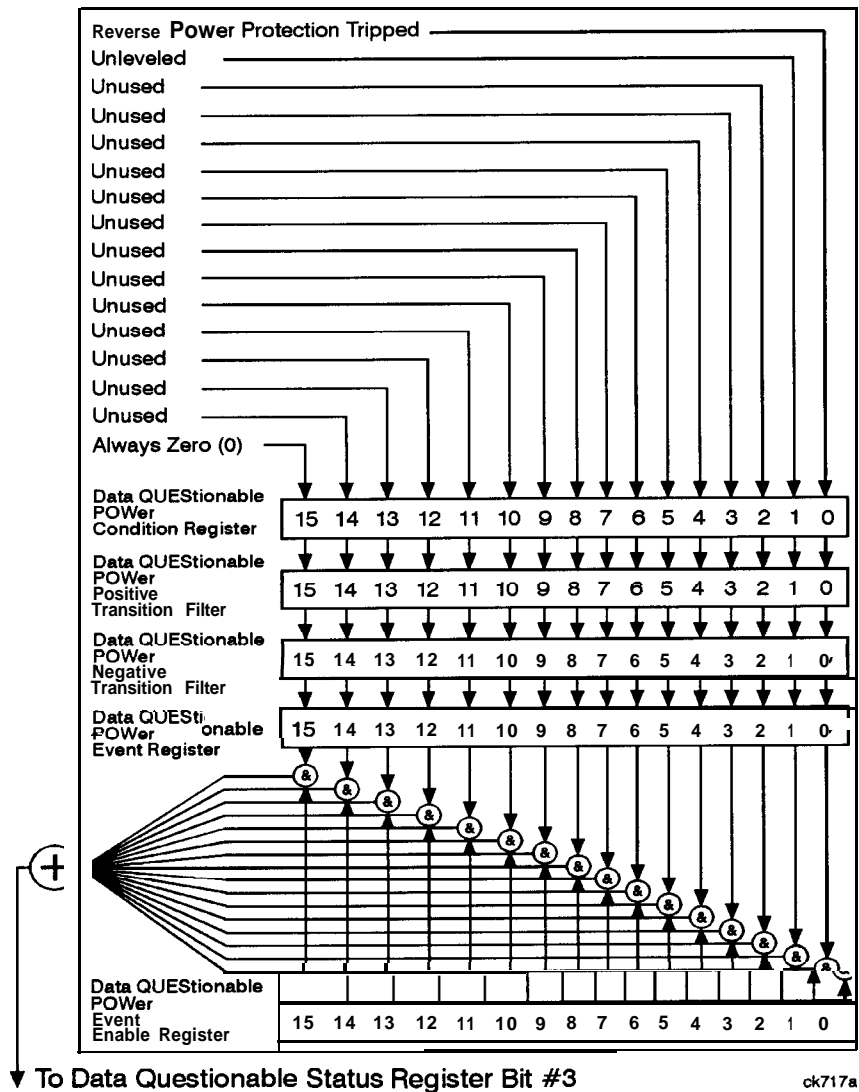 Reverse Power Protection Tripped
Unleveled
Unused
Unused
Unused
Unused
Unused
Unused
Unused
Unused
Unused
Unused
Unused
Unused
Unused
Always Zero (0)
Data QUEStionable
POWer
Condition Register
15 14 13 12 11 10 9 8 7 6 5 4 3 2 1 0
Data QUEStionable
POWer
Positive
Transition Filter
15 14 13 12 11 10 9 8 7 6 5 4 3 2 1 0
Data QUEStionable
POWer
Negative
Transition Filter
15 14 13 12 11 10 9 8 7 6 5 4 3 2 1 0
Data QUEStionable
POWer
Event Register
15 14 13 12 11 10 9 8 7 6 5 4 3 2 1 0
& & & & & & & & & & & & & & & &
+
Data QUEStionable
POWer
Event
Enable Register
15 14 13 12 11 10 9 8 7 6 5 4 3 2 1 0
To Data Questionable Status Register Bit #3
ck717a